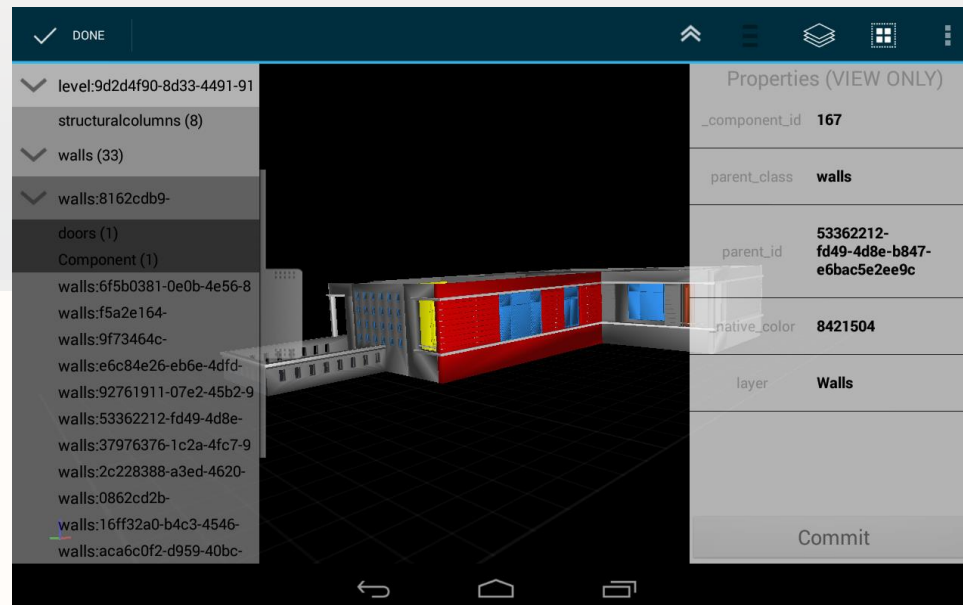 DONE
level:9d2d4f90-8d33-4491-91
structuralcolumns (8)
walls (33)
walls:8162cdb9-
doors (1)
Component (1)
walls:6f5b0381-0e0b-4e56-8
walls:f5a2e164-
walls:9f73464c-
walls:e6c84e26-eb6e-4dfd-
walls:92761911-07e2-45b2-9
walls:53362212-fd49-4d8e-
walls:37976376-1c2a-4fc7-9
walls:2c228388-a3ed-4620-
walls:0862cd2b-
walls:16ff32a0-b4c3-4546-
walls:aca6c0f2-d959-40bc-
Properties (VIEW ONLY)
_component_id 167
parent_class walls
parent_id 53362212-
fd49-4d8e-b847-
e6bac5e2ee9c
_native_color 8421504
layer Walls
Commit